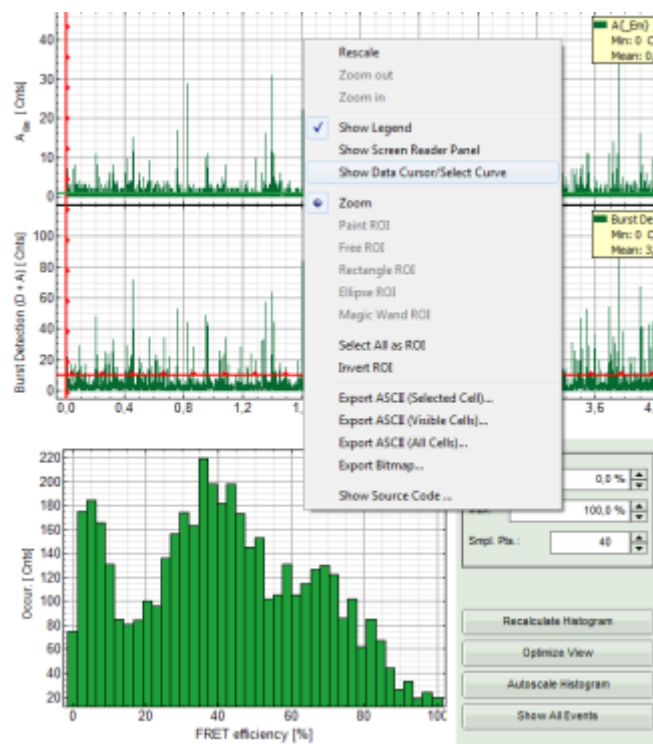 A[_Em]
Min: 0 C
Mean: 0,
40
30
20
10
0
A_Em [ Cnts]
Rescale
Zoom out
Zoom in
Show Legend
Show Screen Reader Panel
Show Data Cursor/Select Curve
Zoom
Paint ROI
Free ROI
Rectangle ROI
Ellipse ROI
Magic Wand ROI
Select All as ROI
Invert ROI
Export ASCII (Selected Cell)...
Export ASCII (Visible Cells)...
Export ASCII (All Cells)...
Export Bitmap...
Show Source Code ...
Burst De
Min: 0 C
Mean: 3,
100
80
60
40
20
0
Burst Detection (D + A) [ Cnts]
0,0 0,4 0,8 1,2 1, 3,6 4,
0,0 %
100,0 %
Smpl. Pts.: 40
220
200
180
160
140
120
100
80
60
40
20
Occur. [ Cnts]
0 20 40 60 80 100
FRET efficiency [%]
Recalculate Histogram
Optimize View
Autoscale Histogram
Show All Events